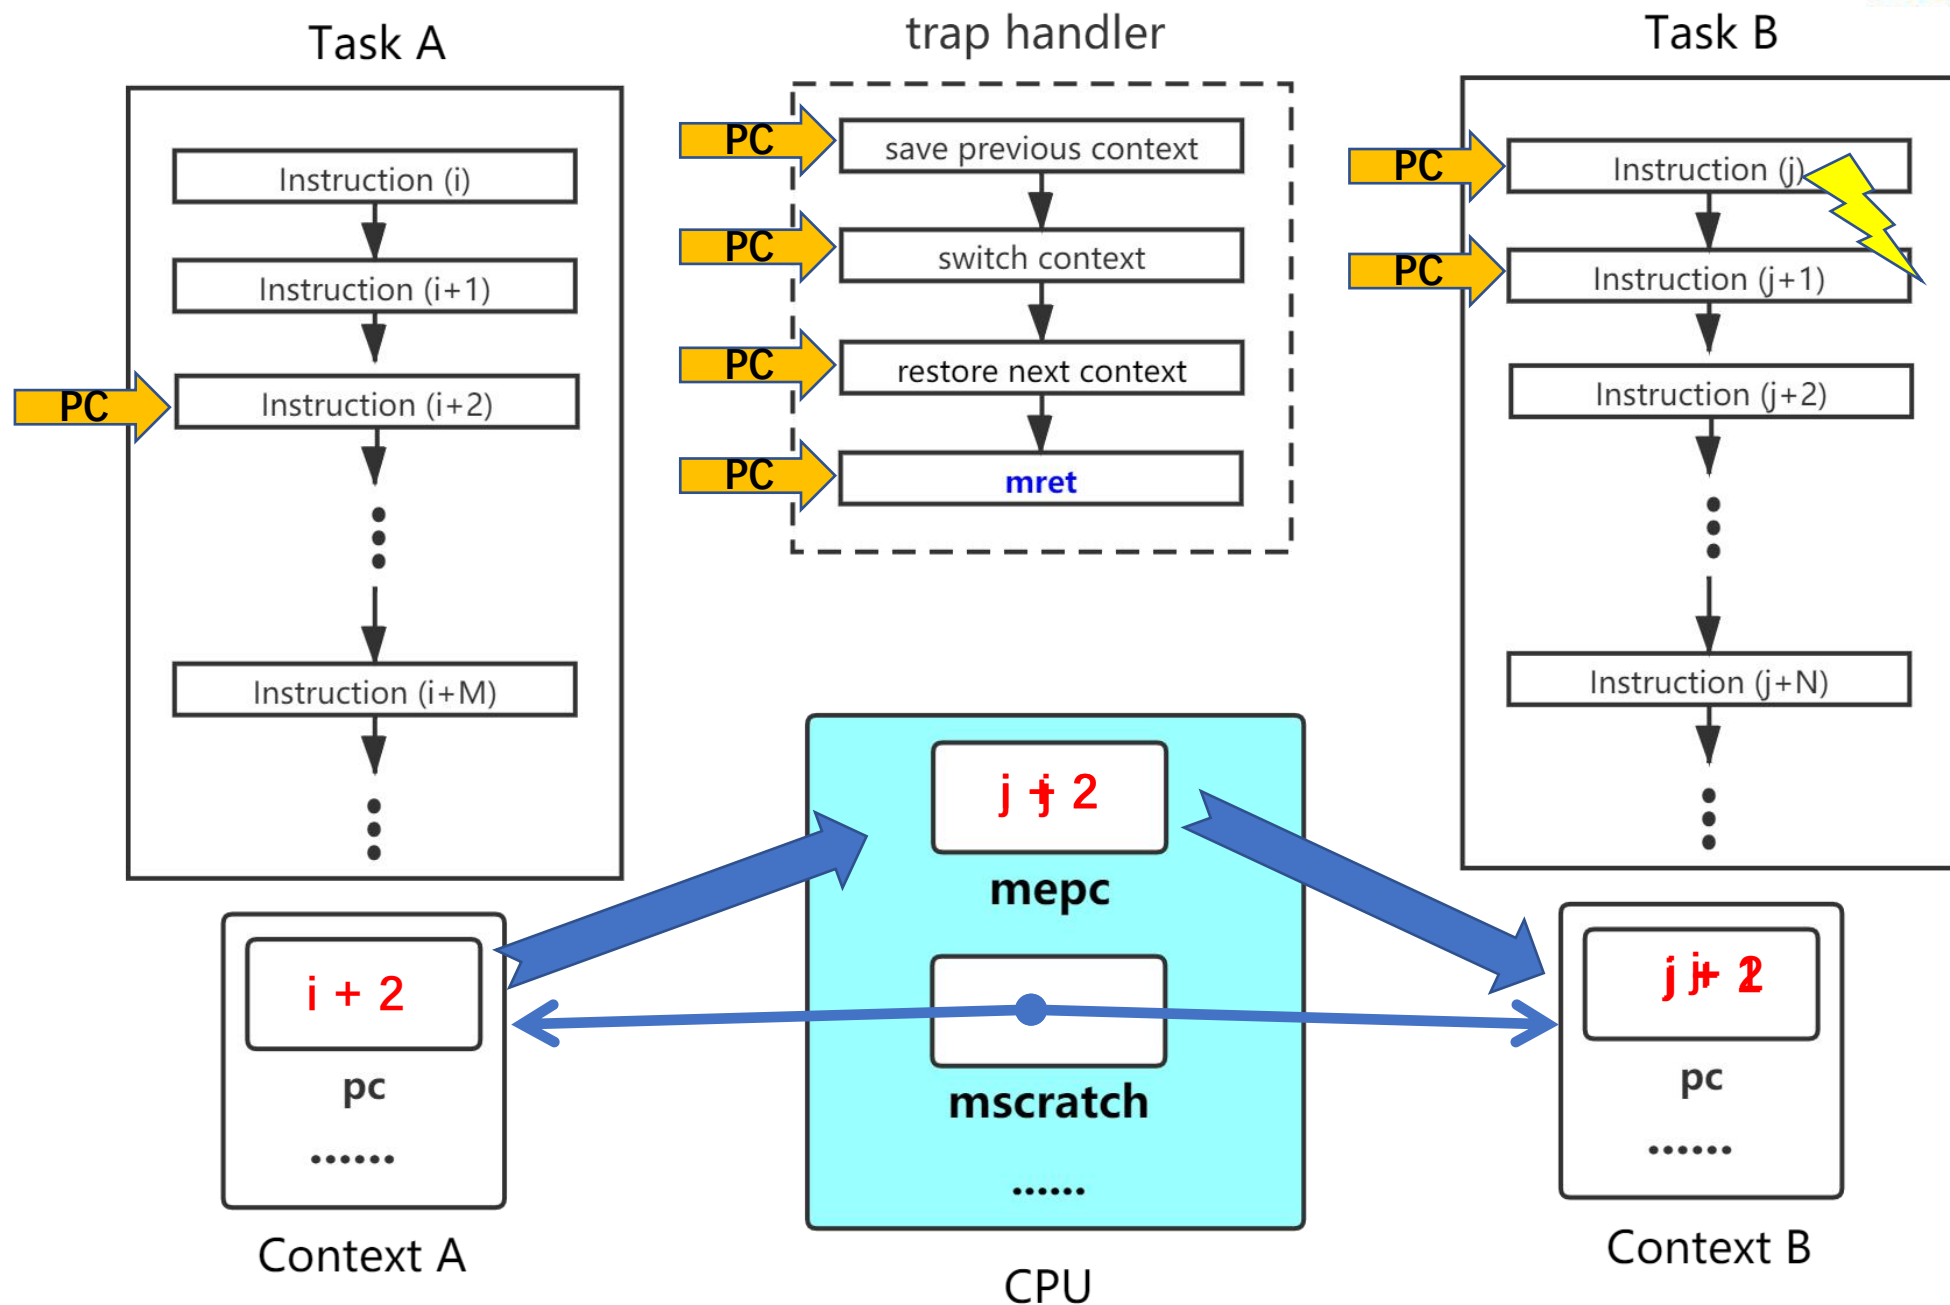 Task A
trap handler
Task B
Instruction (i)
Instruction (i+1)
PC
Instruction (i+2)
Instruction (i+M)
PC
save previous context
PC
switch context
PC
restore next context
PC
mret
PC
Instruction (j)
PC
Instruction (j+1)
Instruction (j+2)
Instruction (j+N)
i + 2
pc
......
Context A
mepc
mscratch
......
CPU
pc
......
Context B